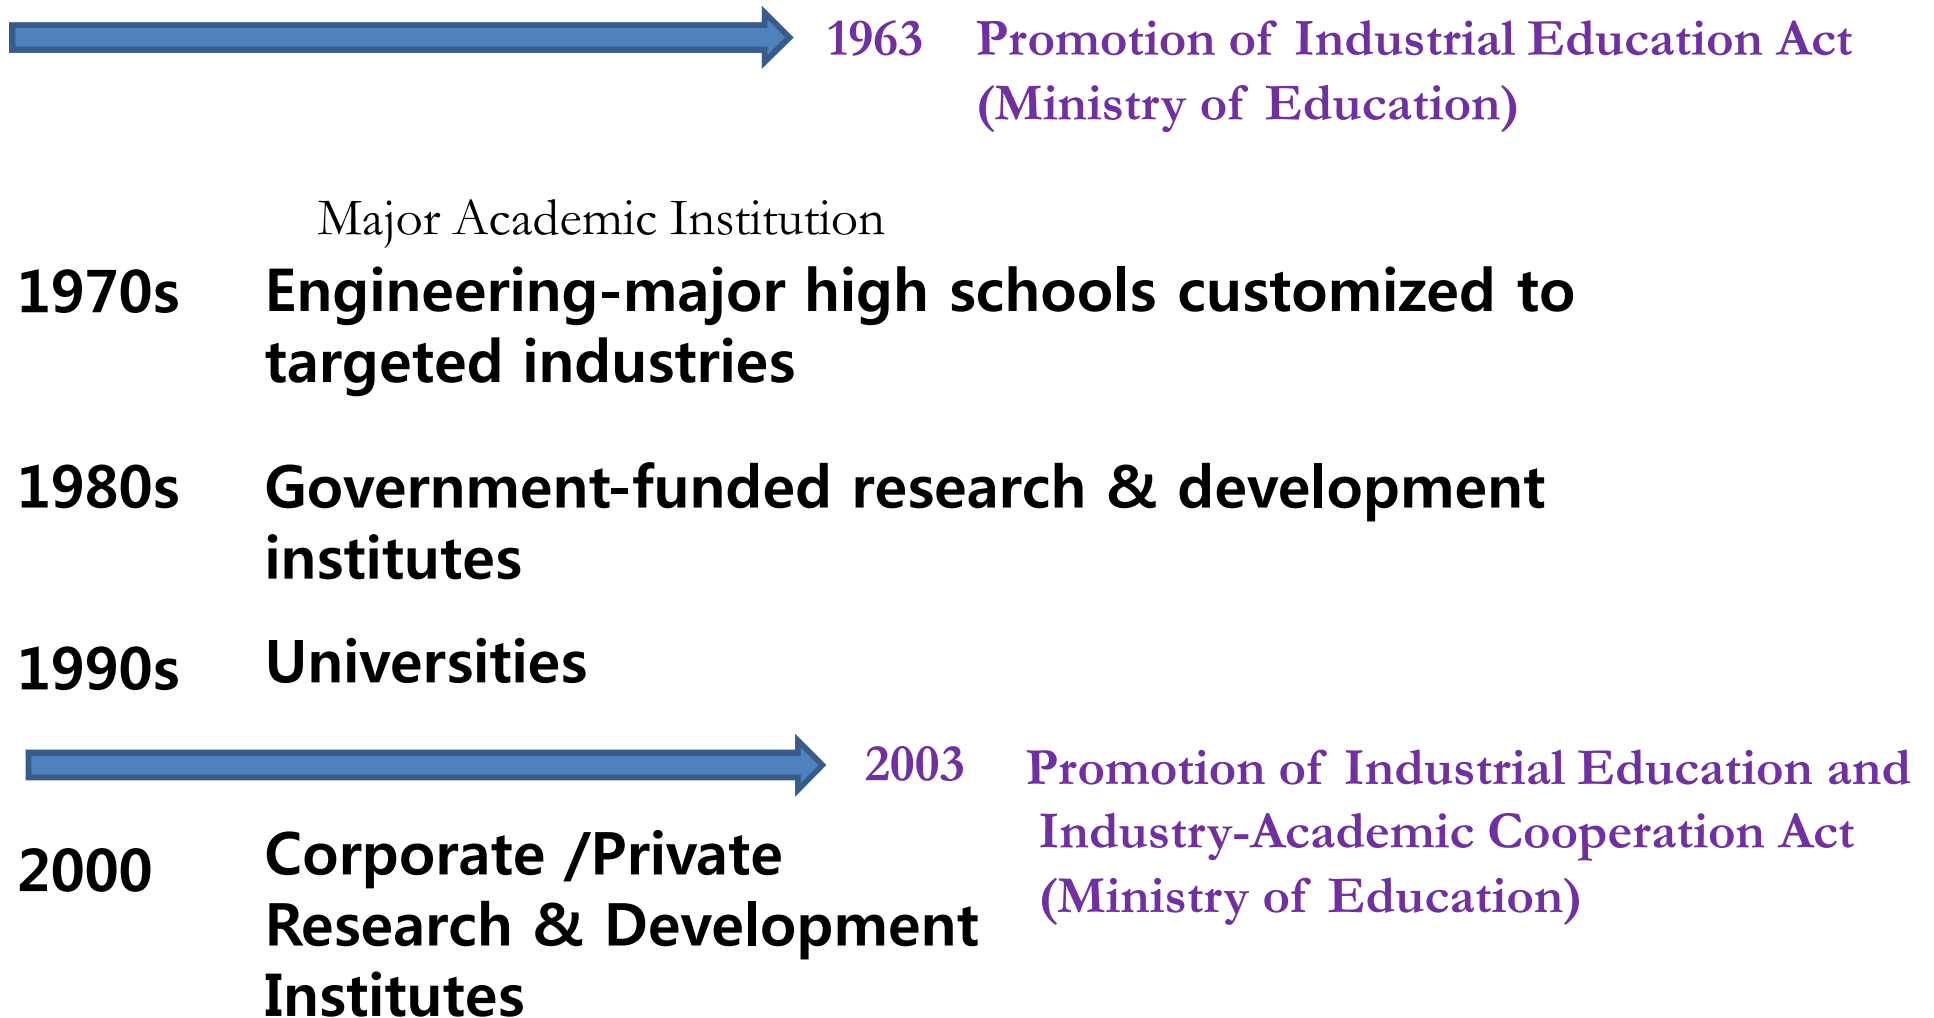 1963 Promotion of Industrial Education Act
(Ministry of Education)
Major Academic Institution
1970s Engineering-major high schools customized to
targeted industries
1980s Government-funded research & development
institutes
1990s Universities
2003 Promotion of Industrial Education and
Industry-Academic Cooperation Act
(Ministry of Education)
2000 Corporate /Private
Research & Development
Institutes